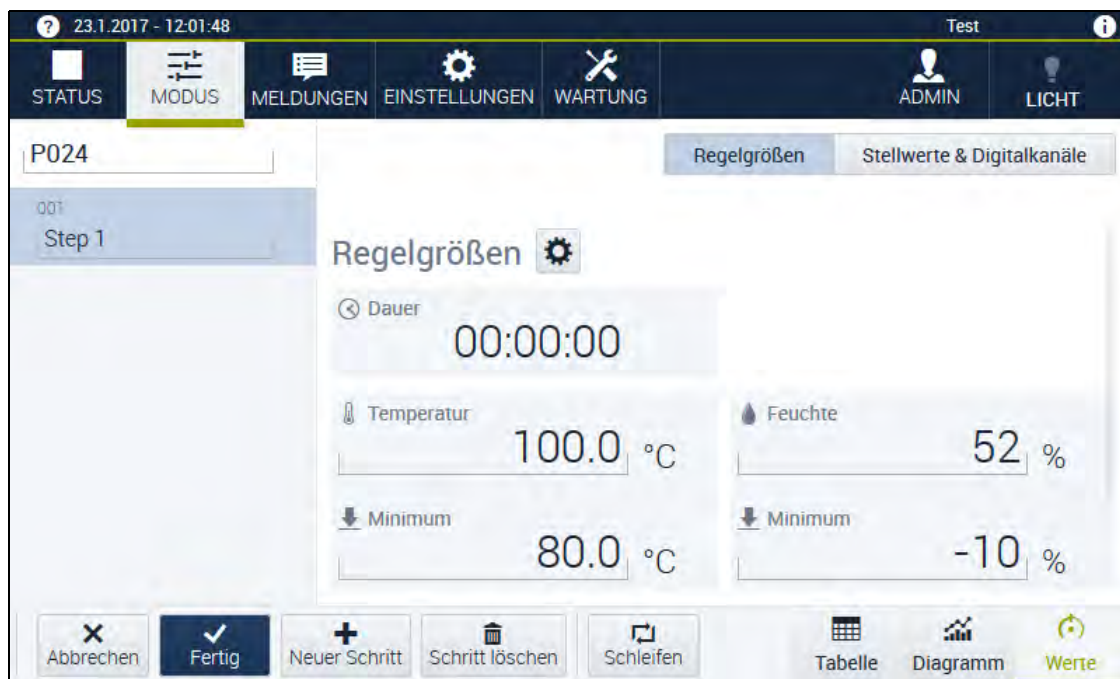 ? 23.1.2017 - 12:01:48 Test i
STATUS MODUS MELDUNGEN EINSTELLUNGEN WARTUNG ADMIN LICHT
P024
Regelgrößen Stellwerte & Digitalkanäle
001
Step 1
Regelgrößen
Dauer
00:00:00
Temperatur
100.0 °C
Feuchte
52 %
Minimum
80.0 °C
Minimum
-10 %
Abbrechen Fertig Neuer Schritt Schritt löschen Schleifen Tabelle Diagramm Werte